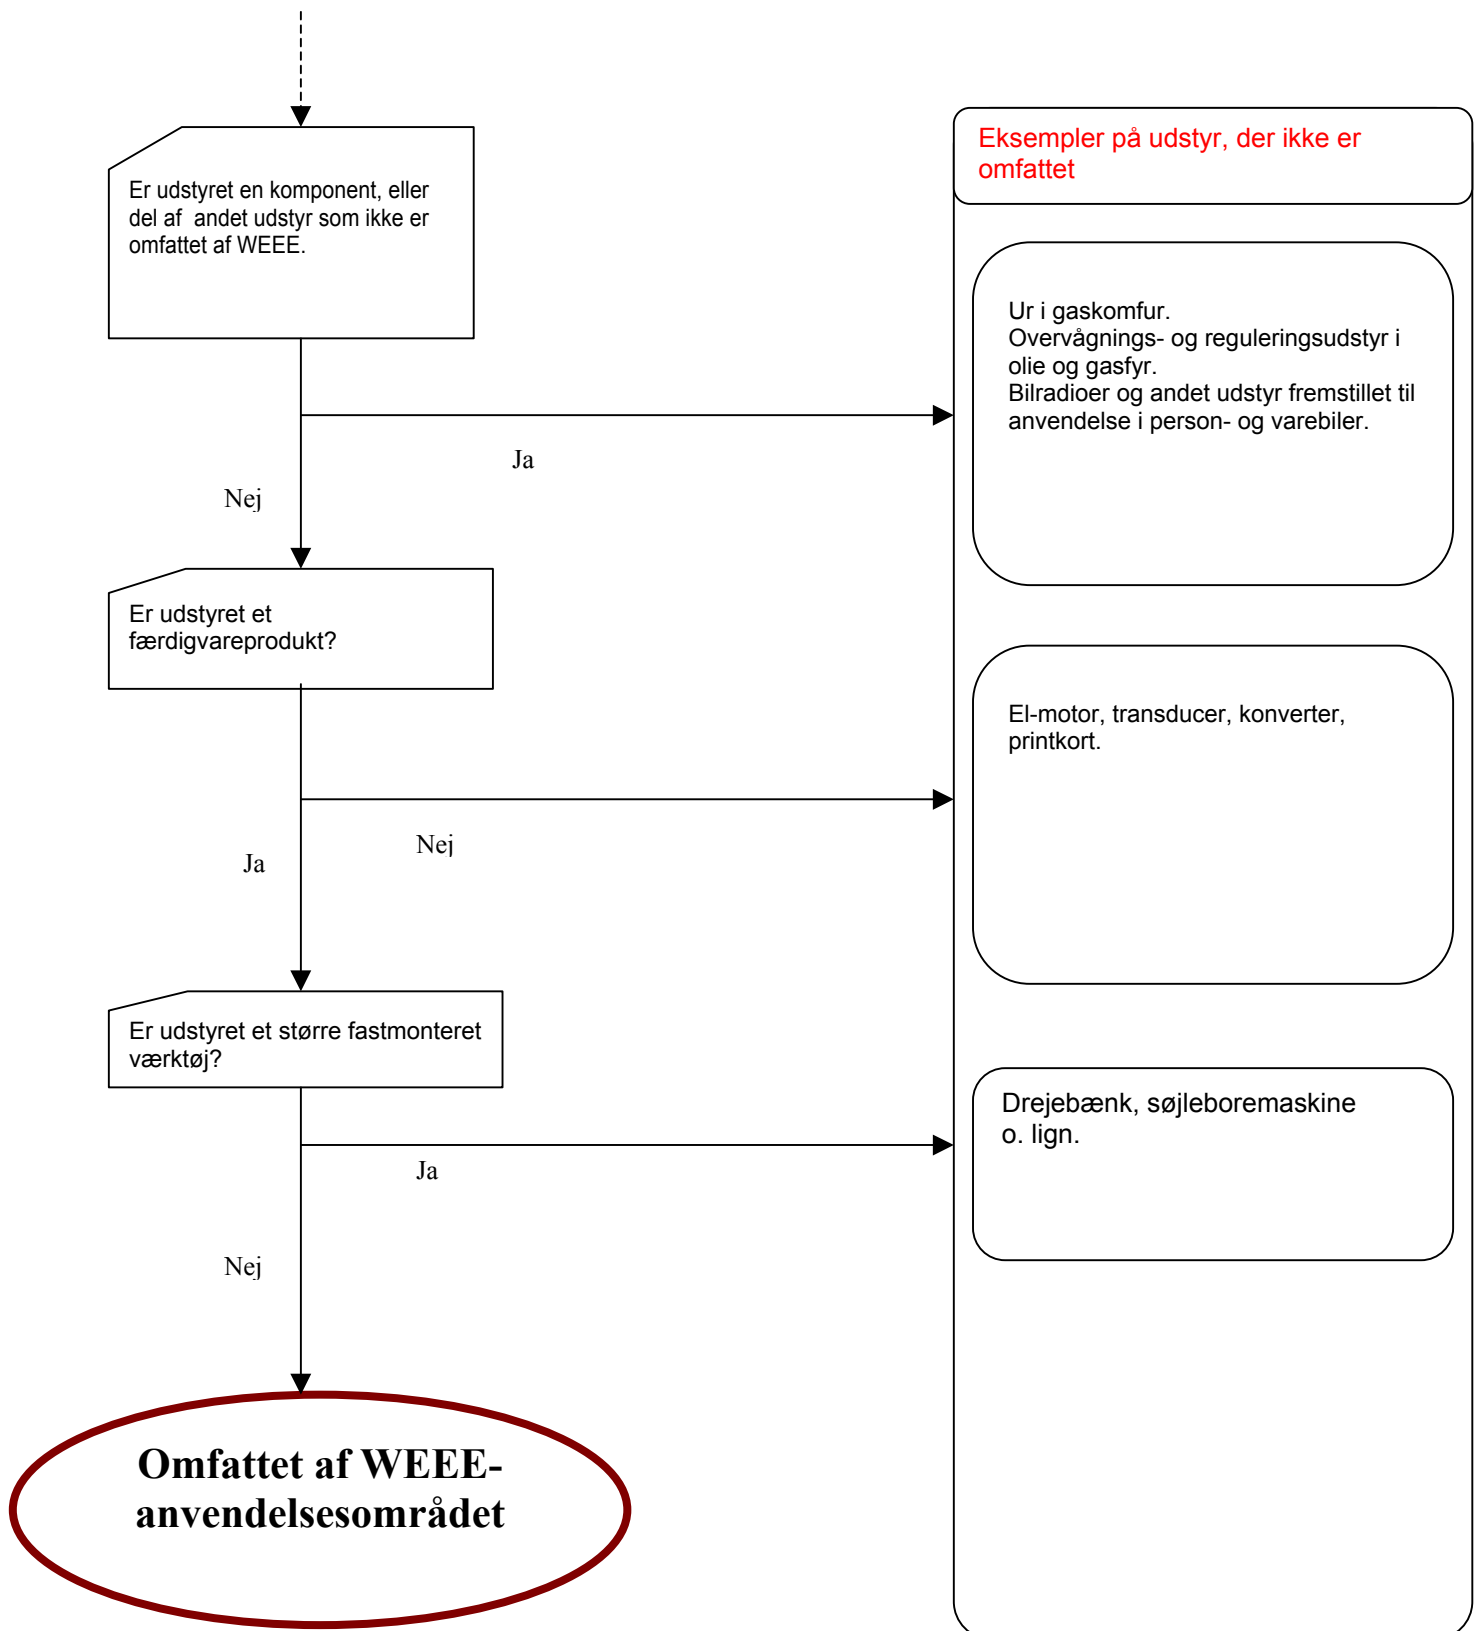 Er udstyret en komponent, eller
del af  andet udstyr som ikke er
omfattet af WEEE.
Eksempler på udstyr, der ikke er
omfattet
Ur i gaskomfur.
Overvågnings- og reguleringsudstyr i
olie og gasfyr.
Bilradioer og andet udstyr fremstillet til
anvendelse i person- og varebiler.
Ja
Nej
Er udstyret et
færdigvareprodukt?
El-motor, transducer, konverter,
printkort.
Nej
Ja
Er udstyret et større fastmonteret
værktøj?
Drejebænk, søjleboremaskine
o. lign.
Ja
Nej
Omfattet af WEEE-
anvendelsesområdet